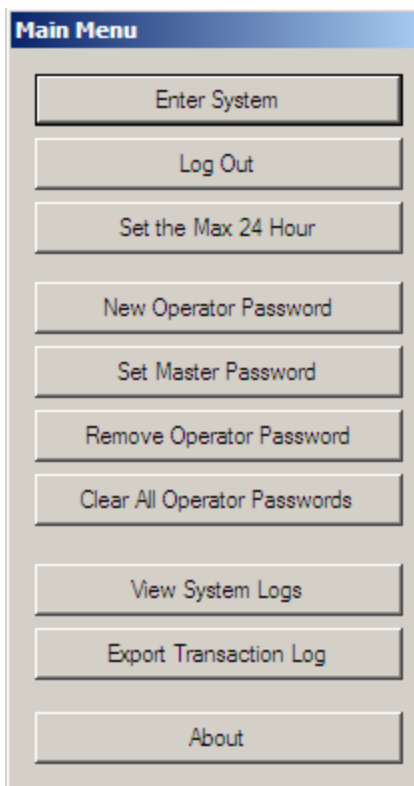 Main Menu
Enter System
Log Out
Set the Max 24 Hour
New Operator Password
Set Master Password
Remove Operator Password
Clear All Operator Passwords
View System Logs
Export Transaction Log
About